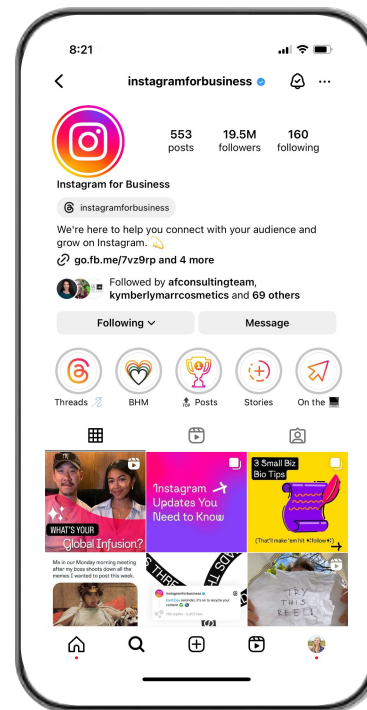 8:21
instagramforbusiness
553
19.5M
160
posts
followers
following
Instagram for Business
instagramforbusiness
We're here to help you connect with your audience and
grow on Instagram.
go.fb.me/7vz9rp and 4 more
Followed by afconsultingteam,
kymberlymarrcosmetics and 69 others
Following
Message
Threads
BHM
TOP Posts
Stories
On the
WHAT'S YOUR
Global Infusion?
Instagram
Updates You
Need to Know
3 Small Biz
Bio Tips
(That'll make 'em hit follow)
Me in our Monday morning meeting
after my boss shoots down all the
memes I wanted to post this week.
instagramforbusiness
TRY
THIS
REEL!